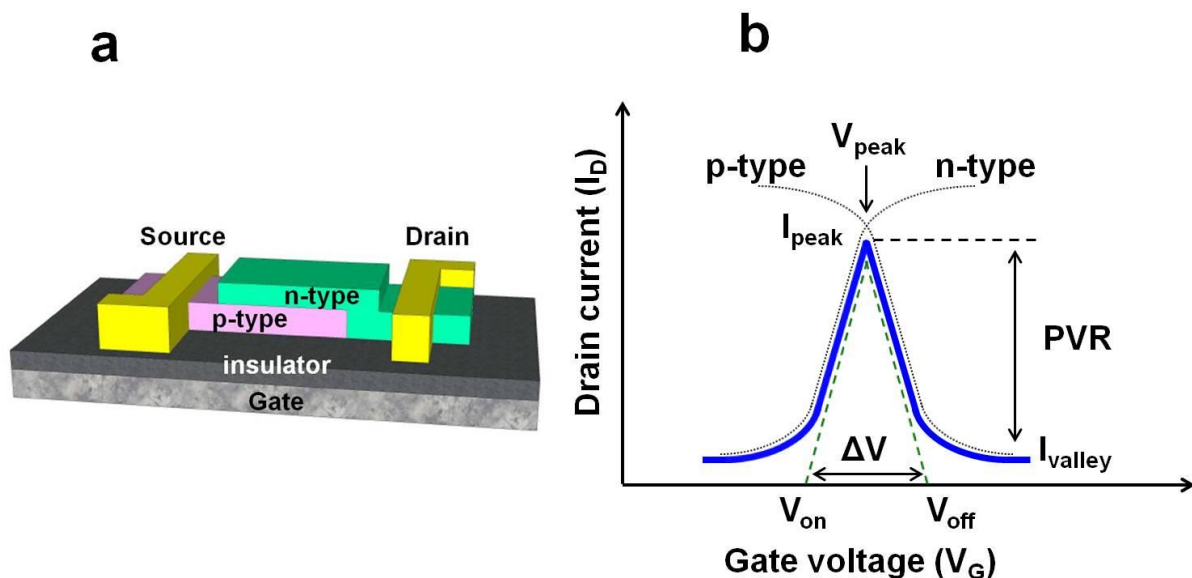 a
Source
Drain
n-type
p-type
insulator
Gate
b
Drain current (I_D)
V_peak
p-type
n-type
I_peak
PVR
ΔV
I_valley
V_on
V_off
Gate voltage (V_G)